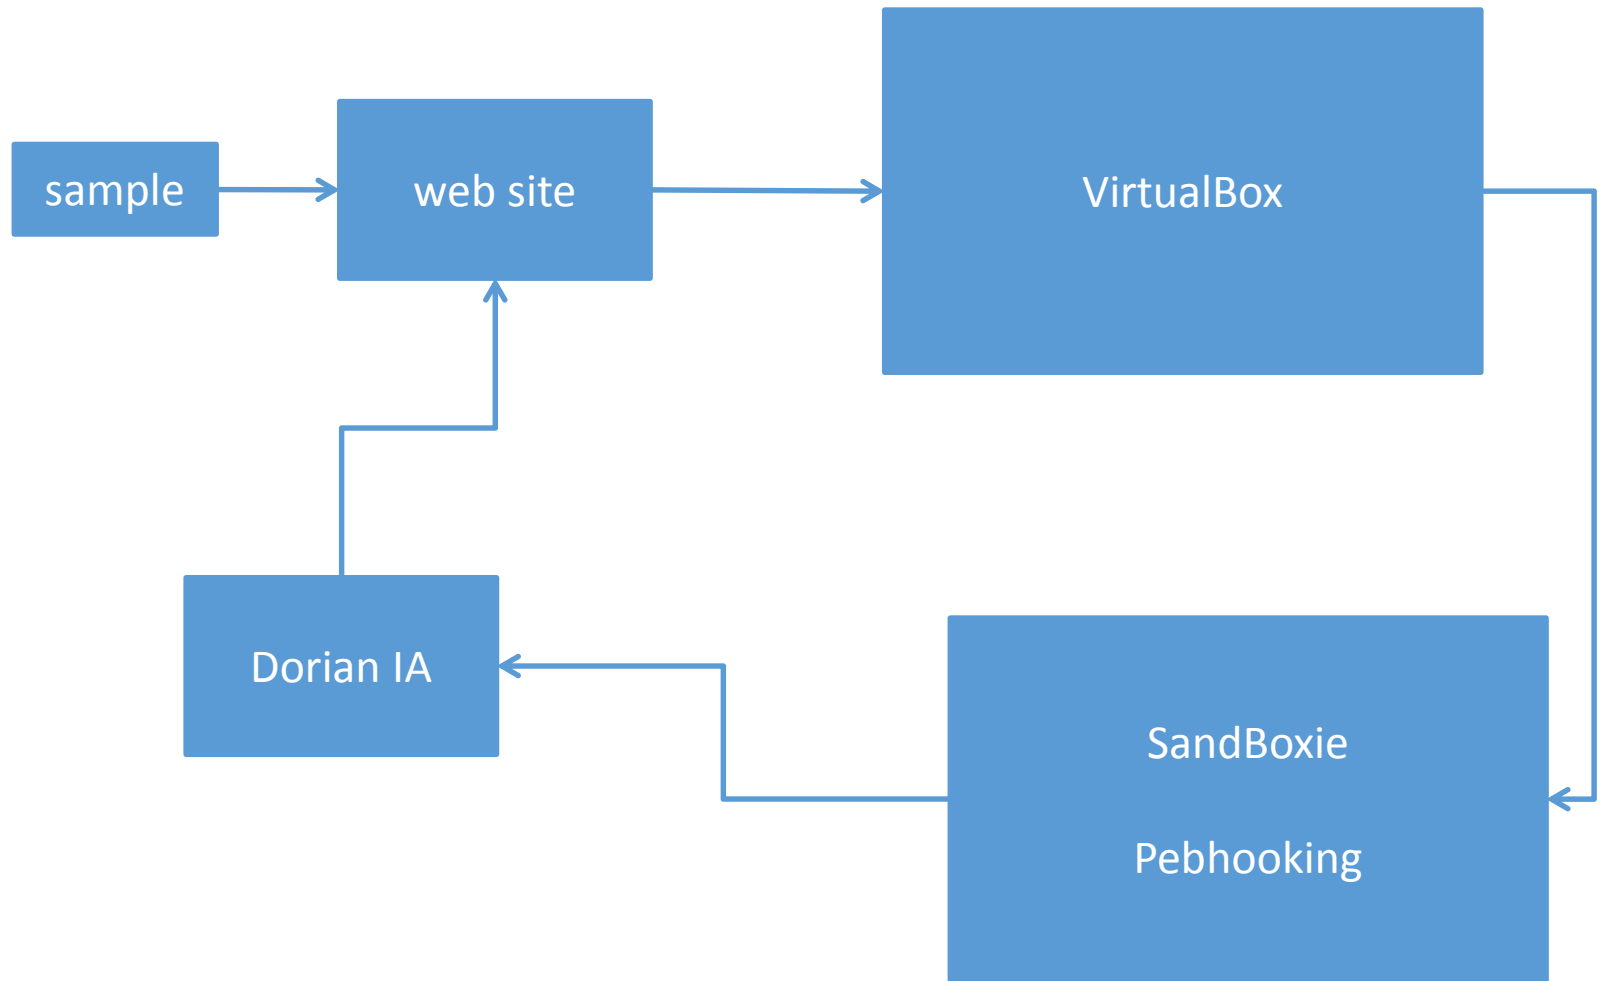 sample
web site
VirtualBox
Dorian IA
SandBoxie
Pebhooking